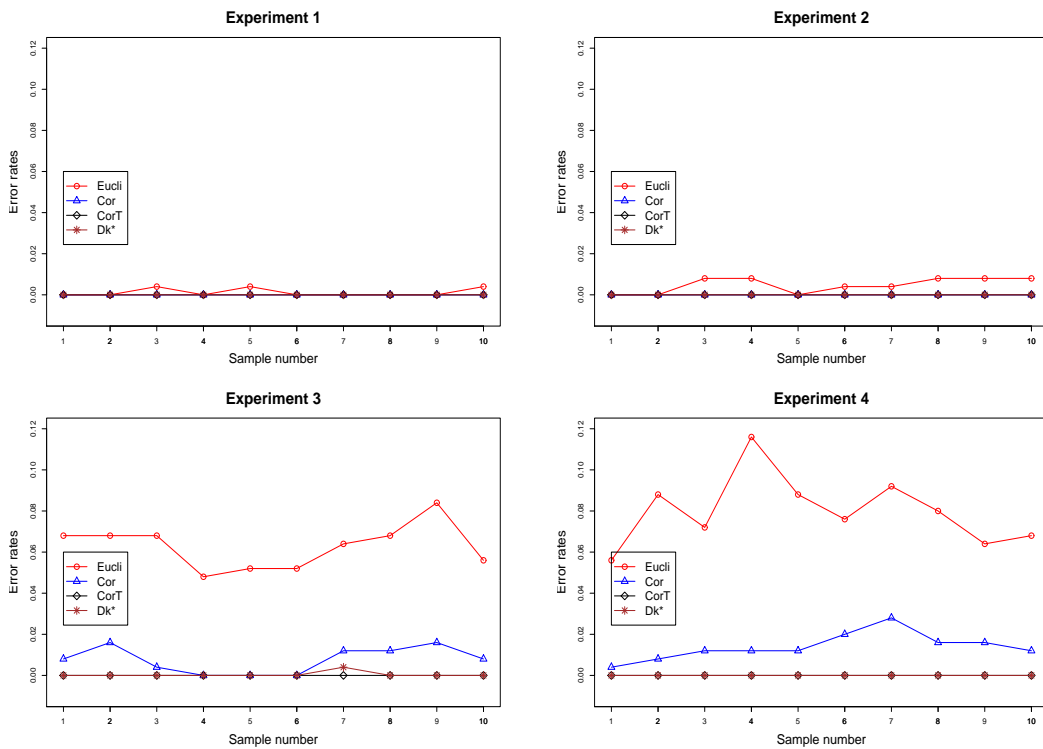 Experiment 1
Error rates
0.12
0.10
0.08
0.06
0.04
0.02
0.00
Eucli
Cor
CorT
Dk*
1 2 3 4 5 6 7 8 9 10
Sample number
Experiment 2
Error rates
0.12
0.10
0.08
0.06
0.04
0.02
0.00
Eucli
Cor
CorT
Dk*
1 2 3 4 5 6 7 8 9 10
Sample number
Experiment 3
Error rates
0.12
0.10
0.08
0.06
0.04
0.02
0.00
Eucli
Cor
CorT
Dk*
1 2 3 4 5 6 7 8 9 10
Sample number
Experiment 4
Error rates
0.12
0.10
0.08
0.06
0.04
0.02
0.00
Eucli
Cor
CorT
Dk*
1 2 3 4 5 6 7 8 9 10
Sample number